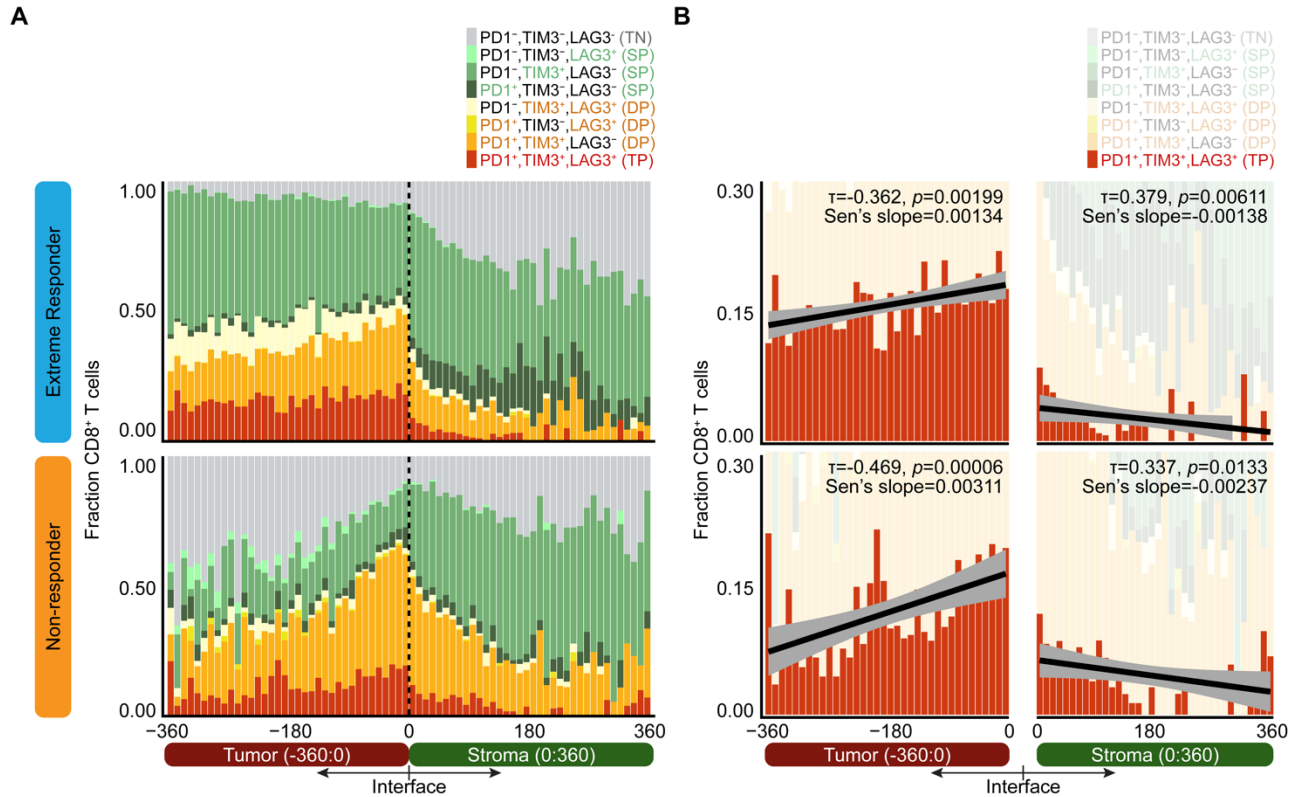 A
PD1⁻,TIM3⁻,LAG3⁻ (TN)
PD1⁻,TIM3⁻,LAG3⁺ (SP)
PD1⁻,TIM3⁺,LAG3⁻ (SP)
PD1⁺,TIM3⁻,LAG3⁻ (SP)
PD1⁻,TIM3⁺,LAG3⁺ (DP)
PD1⁺,TIM3⁻,LAG3⁺ (DP)
PD1⁺,TIM3⁺,LAG3⁻ (DP)
PD1⁺,TIM3⁺,LAG3⁺ (TP)
Extreme Responder
Non-responder
Fraction CD8⁺ T cells
1.00
0.50
0.00
1.00
0.50
0.00
−360
−180
0
180
360
Tumor (-360:0)
Stroma (0:360)
Interface
B
PD1⁻,TIM3⁻,LAG3⁻ (TN)
PD1⁻,TIM3⁻,LAG3⁺ (SP)
PD1⁻,TIM3⁺,LAG3⁻ (SP)
PD1⁺,TIM3⁻,LAG3⁻ (SP)
PD1⁻,TIM3⁺,LAG3⁺ (DP)
PD1⁺,TIM3⁻,LAG3⁺ (DP)
PD1⁺,TIM3⁺,LAG3⁻ (DP)
PD1⁺,TIM3⁺,LAG3⁺ (TP)
Fraction CD8⁺ T cells
0.30
0.15
0.00
τ=-0.362, p=0.00199
Sen's slope=0.00134
τ=0.379, p=0.00611
Sen's slope=-0.00138
0.30
0.15
0.00
τ=-0.469, p=0.00006
Sen's slope=0.00311
τ=0.337, p=0.0133
Sen's slope=-0.00237
−360
−180
0
0
180
360
Tumor (-360:0)
Stroma (0:360)
Interface